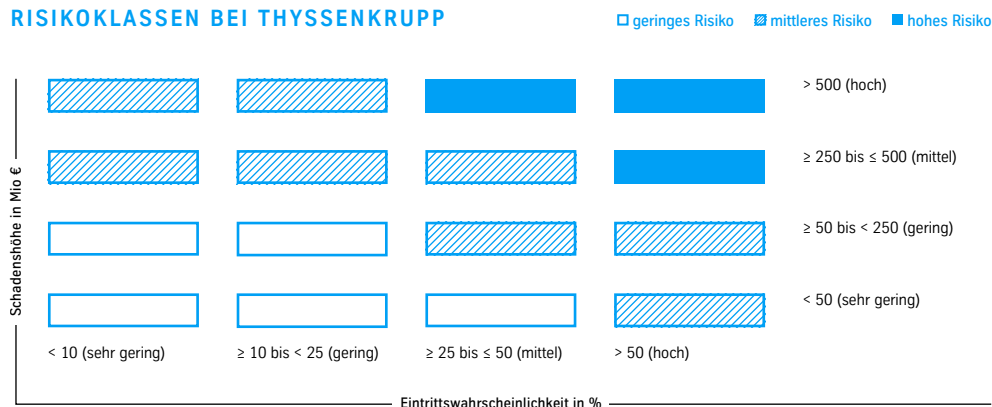 RISIKOKLASSEN BEI THYSSENKRUPP
geringes Risiko mittleres Risiko hohes Risiko
Schadenshöhe in Mio €
> 500 (hoch)
≥ 250 bis ≤ 500 (mittel)
≥ 50 bis < 250 (gering)
< 50 (sehr gering)
< 10 (sehr gering) ≥ 10 bis < 25 (gering) ≥ 25 bis ≤ 50 (mittel) > 50 (hoch)
Eintrittswahrscheinlichkeit in %